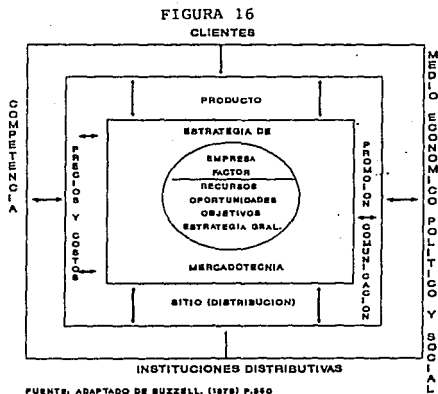 FIGURA 16
CLIENTES
COMPETENCIA
MEDIO ECONOMICO POLITICO Y SOCIAL
PRODUCTO
PRECIOS Y COSTOS
PROMOION COMUNICACION
ESTRATEGIA DE
EMPRESA
FACTOR
RECURSOS
OPORTUNIDADES
OBJETIVOS
ESTRATEGIA GRAL.
MERCADOTECNIA
SITIO (DISTRIBUCION)
INSTITUCIONES DISTRIBUTIVAS
FUENTE: ADAPTADO DE BUZZELL. (1978) P.560